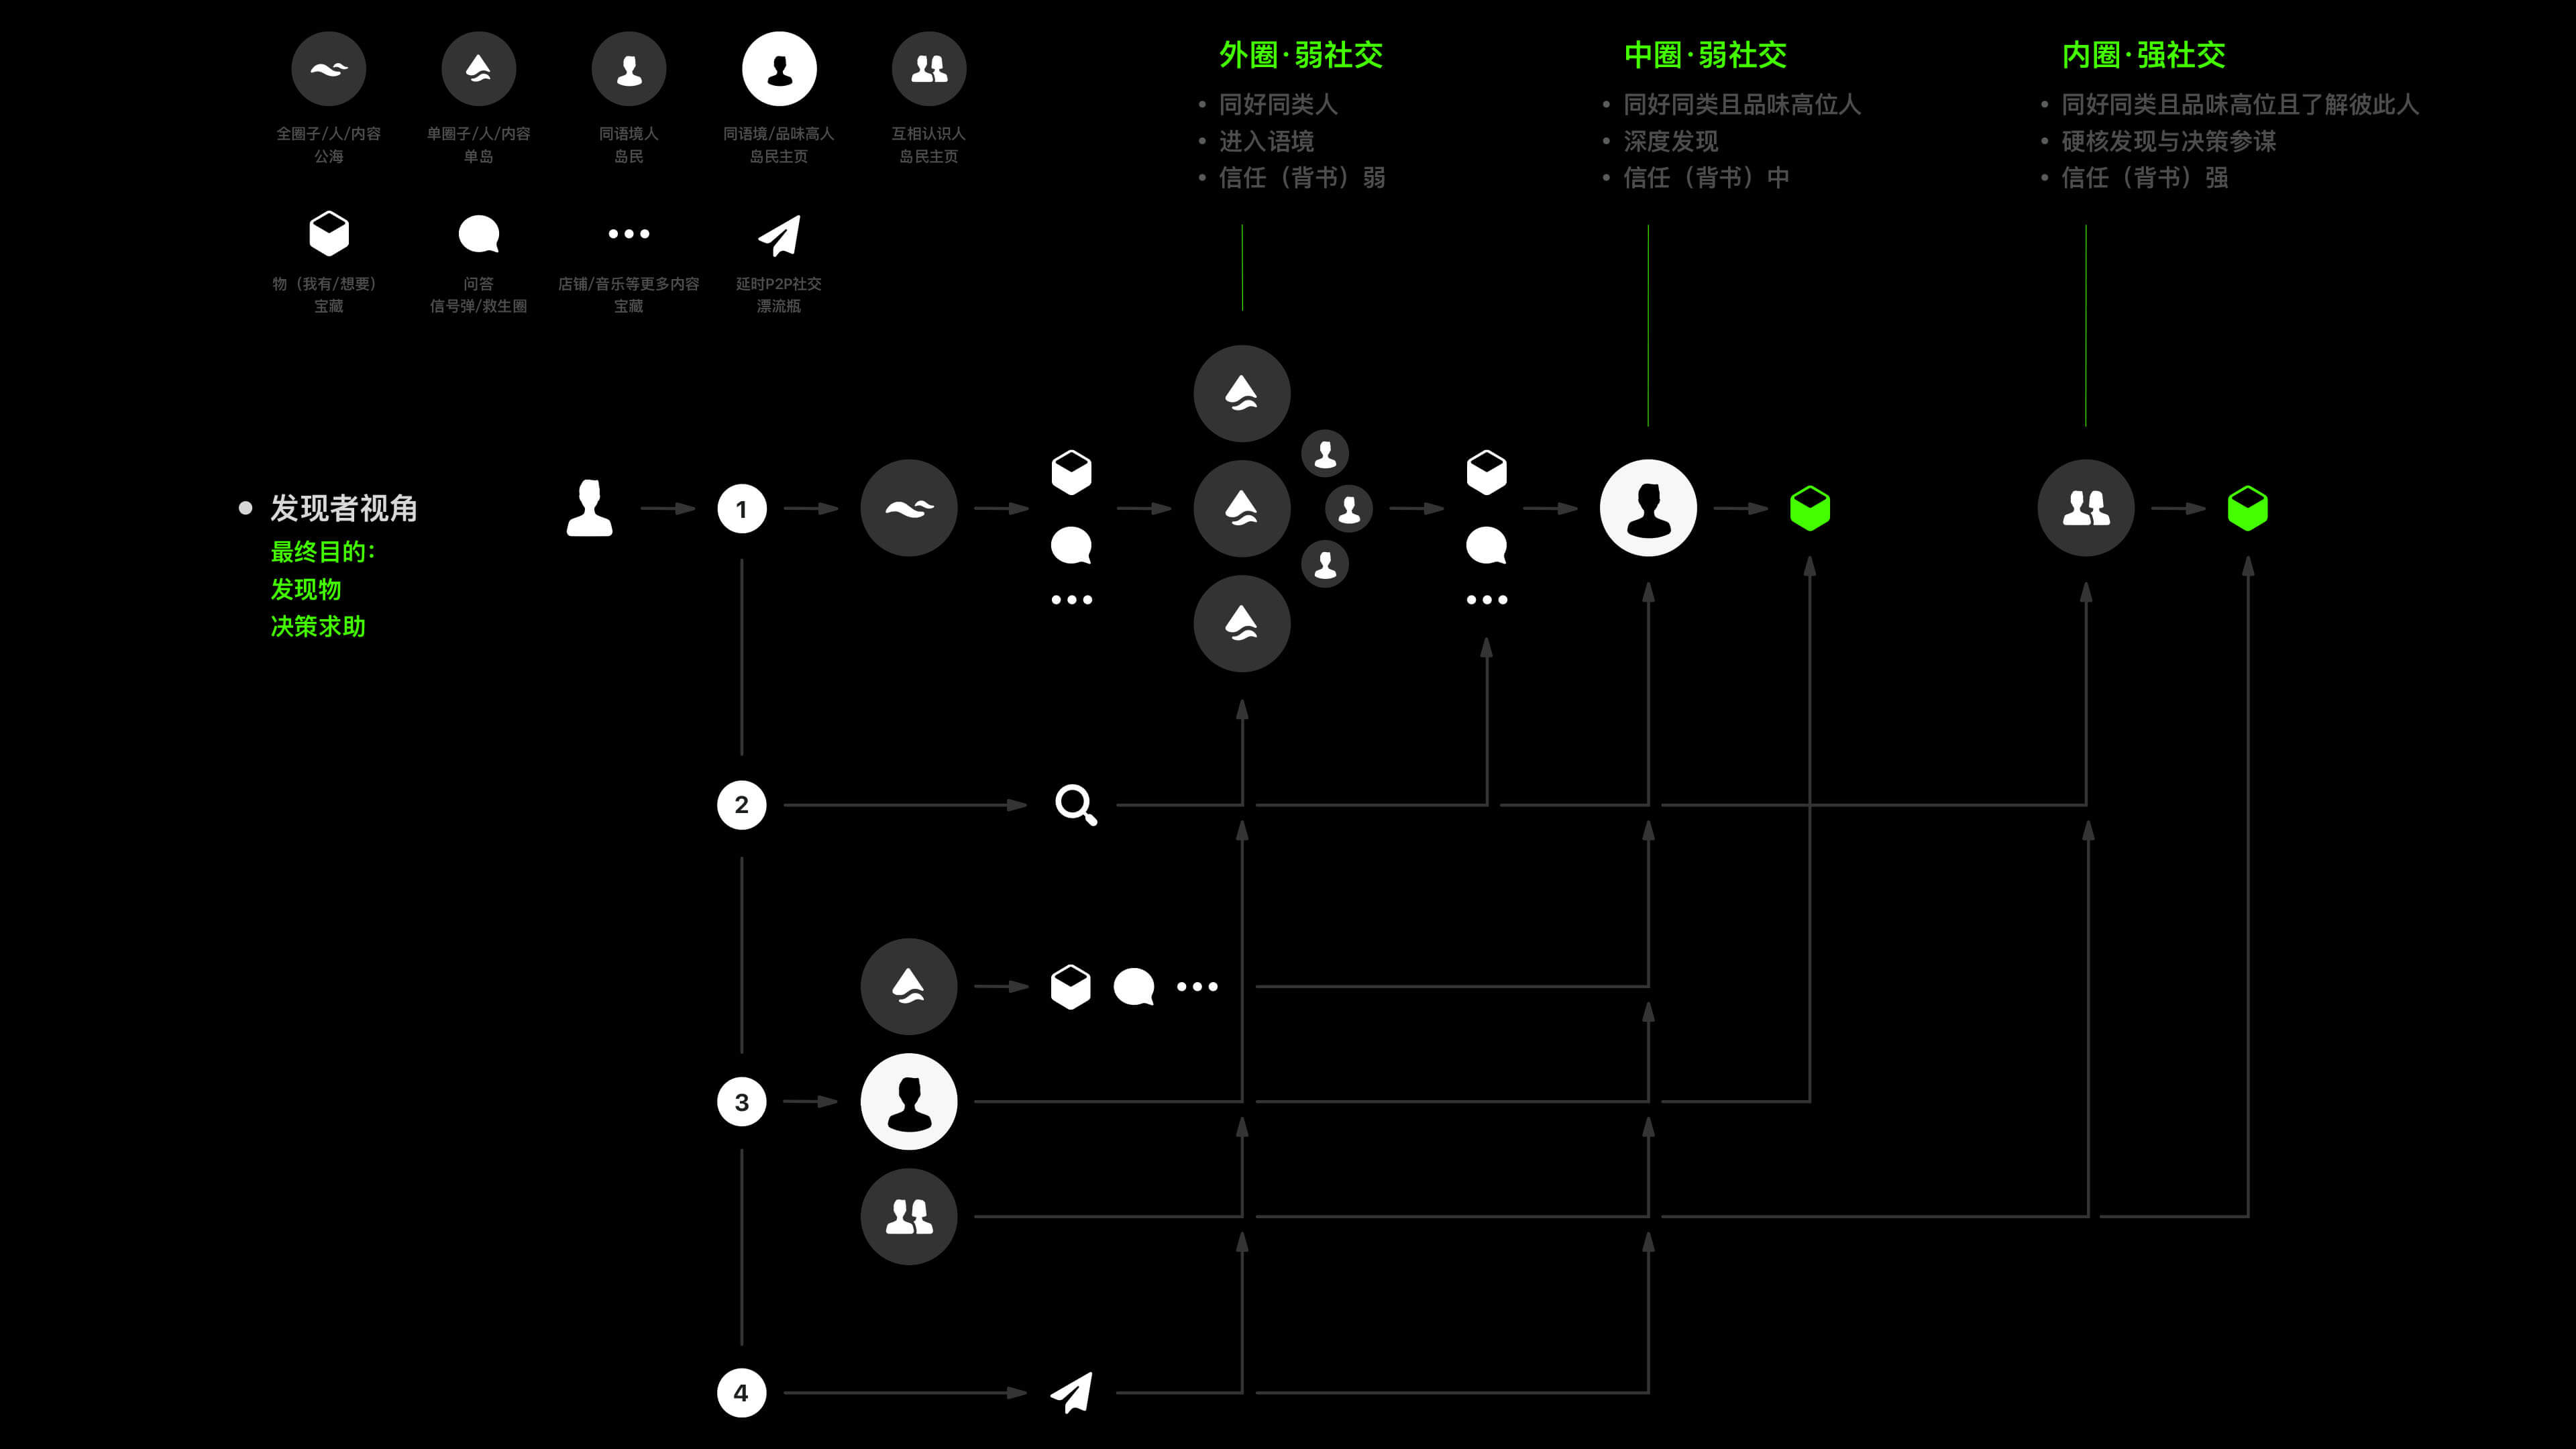 全圈子/人/内容
公海
单圈子/人/内容
单岛
同语境人
岛民
同语境/品味高人
岛民主页
互相认识人
岛民主页
物（我有/想要）
宝藏
问答
信号弹/救生圈
店铺/音乐等更多内容
宝藏
延时P2P社交
漂流瓶
外圈·弱社交
• 同好同类人
• 进入语境
• 信任（背书）弱
中圈·弱社交
• 同好同类且品味高位人
• 深度发现
• 信任（背书）中
内圈·强社交
• 同好同类且品味高位且了解彼此人
• 硬核发现与决策参谋
• 信任（背书）强
• 发现者视角
最终目的：
发现物
决策求助
1
2
3
4